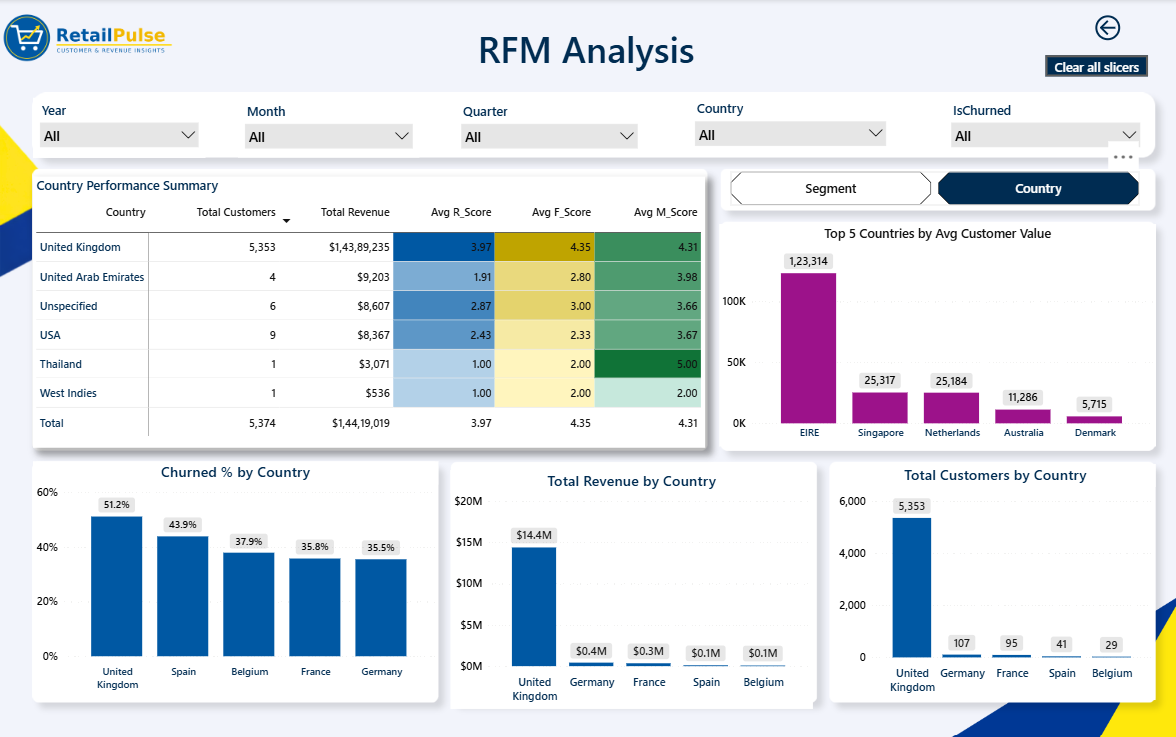 RetailPulse
CUSTOMER & REVENUE INSIGHTS
RFM Analysis
Clear all slicers
Year
All
Month
All
Quarter
All
Country
All
IsChurned
All
Country Performance Summary
Country Total Customers Total Revenue Avg R_Score Avg F_Score Avg M_Score
United Kingdom 5,353 $1,43,89,235 3.97 4.35 4.31
United Arab Emirates 4 $9,203 1.91 2.80 3.98
Unspecified 6 $8,607 2.87 3.00 3.66
USA 9 $8,367 2.43 2.33 3.67
Thailand 1 $3,071 1.00 2.00 5.00
West Indies 1 $536 1.00 2.00 2.00
Total 5,374 $1,44,19,019 3.97 4.35 4.31
Segment
Country
Top 5 Countries by Avg Customer Value
1,23,314
100K
50K
25,317
25,184
11,286
5,715
0K
EIRE Singapore Netherlands Australia Denmark
Churned % by Country
60%
51.2%
43.9%
40%
37.9%
35.8%
35.5%
20%
0%
United Kingdom Spain Belgium France Germany
Total Revenue by Country
$20M
$15M
$14.4M
$10M
$5M
$0.4M
$0.3M
$0.1M
$0.1M
$0M
United Kingdom Germany France Spain Belgium
Total Customers by Country
6,000
5,353
4,000
2,000
107
95
41
29
0
United Kingdom Germany France Spain Belgium